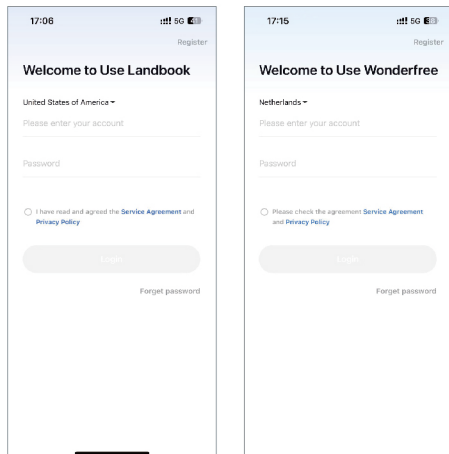 17:06
5G
Register
Welcome to Use Landbook
United States of America
Please enter your account
Password
I have read and agreed the Service Agreement and
Privacy Policy
Login
Forget password
17:15
5G
Register
Welcome to Use Wonderfree
Netherlands
Please enter your account
Password
Please check the agreement Service Agreement
and Privacy Policy
Login
Forget password